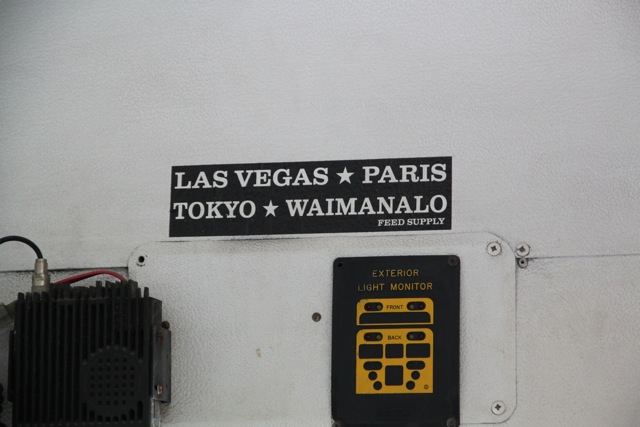 LAS VEGAS ★ PARIS
TOKYO ★ WAIMANALO
FEED SUPPLY
EXTERIOR
LIGHT MONITOR
FRONT
BACK